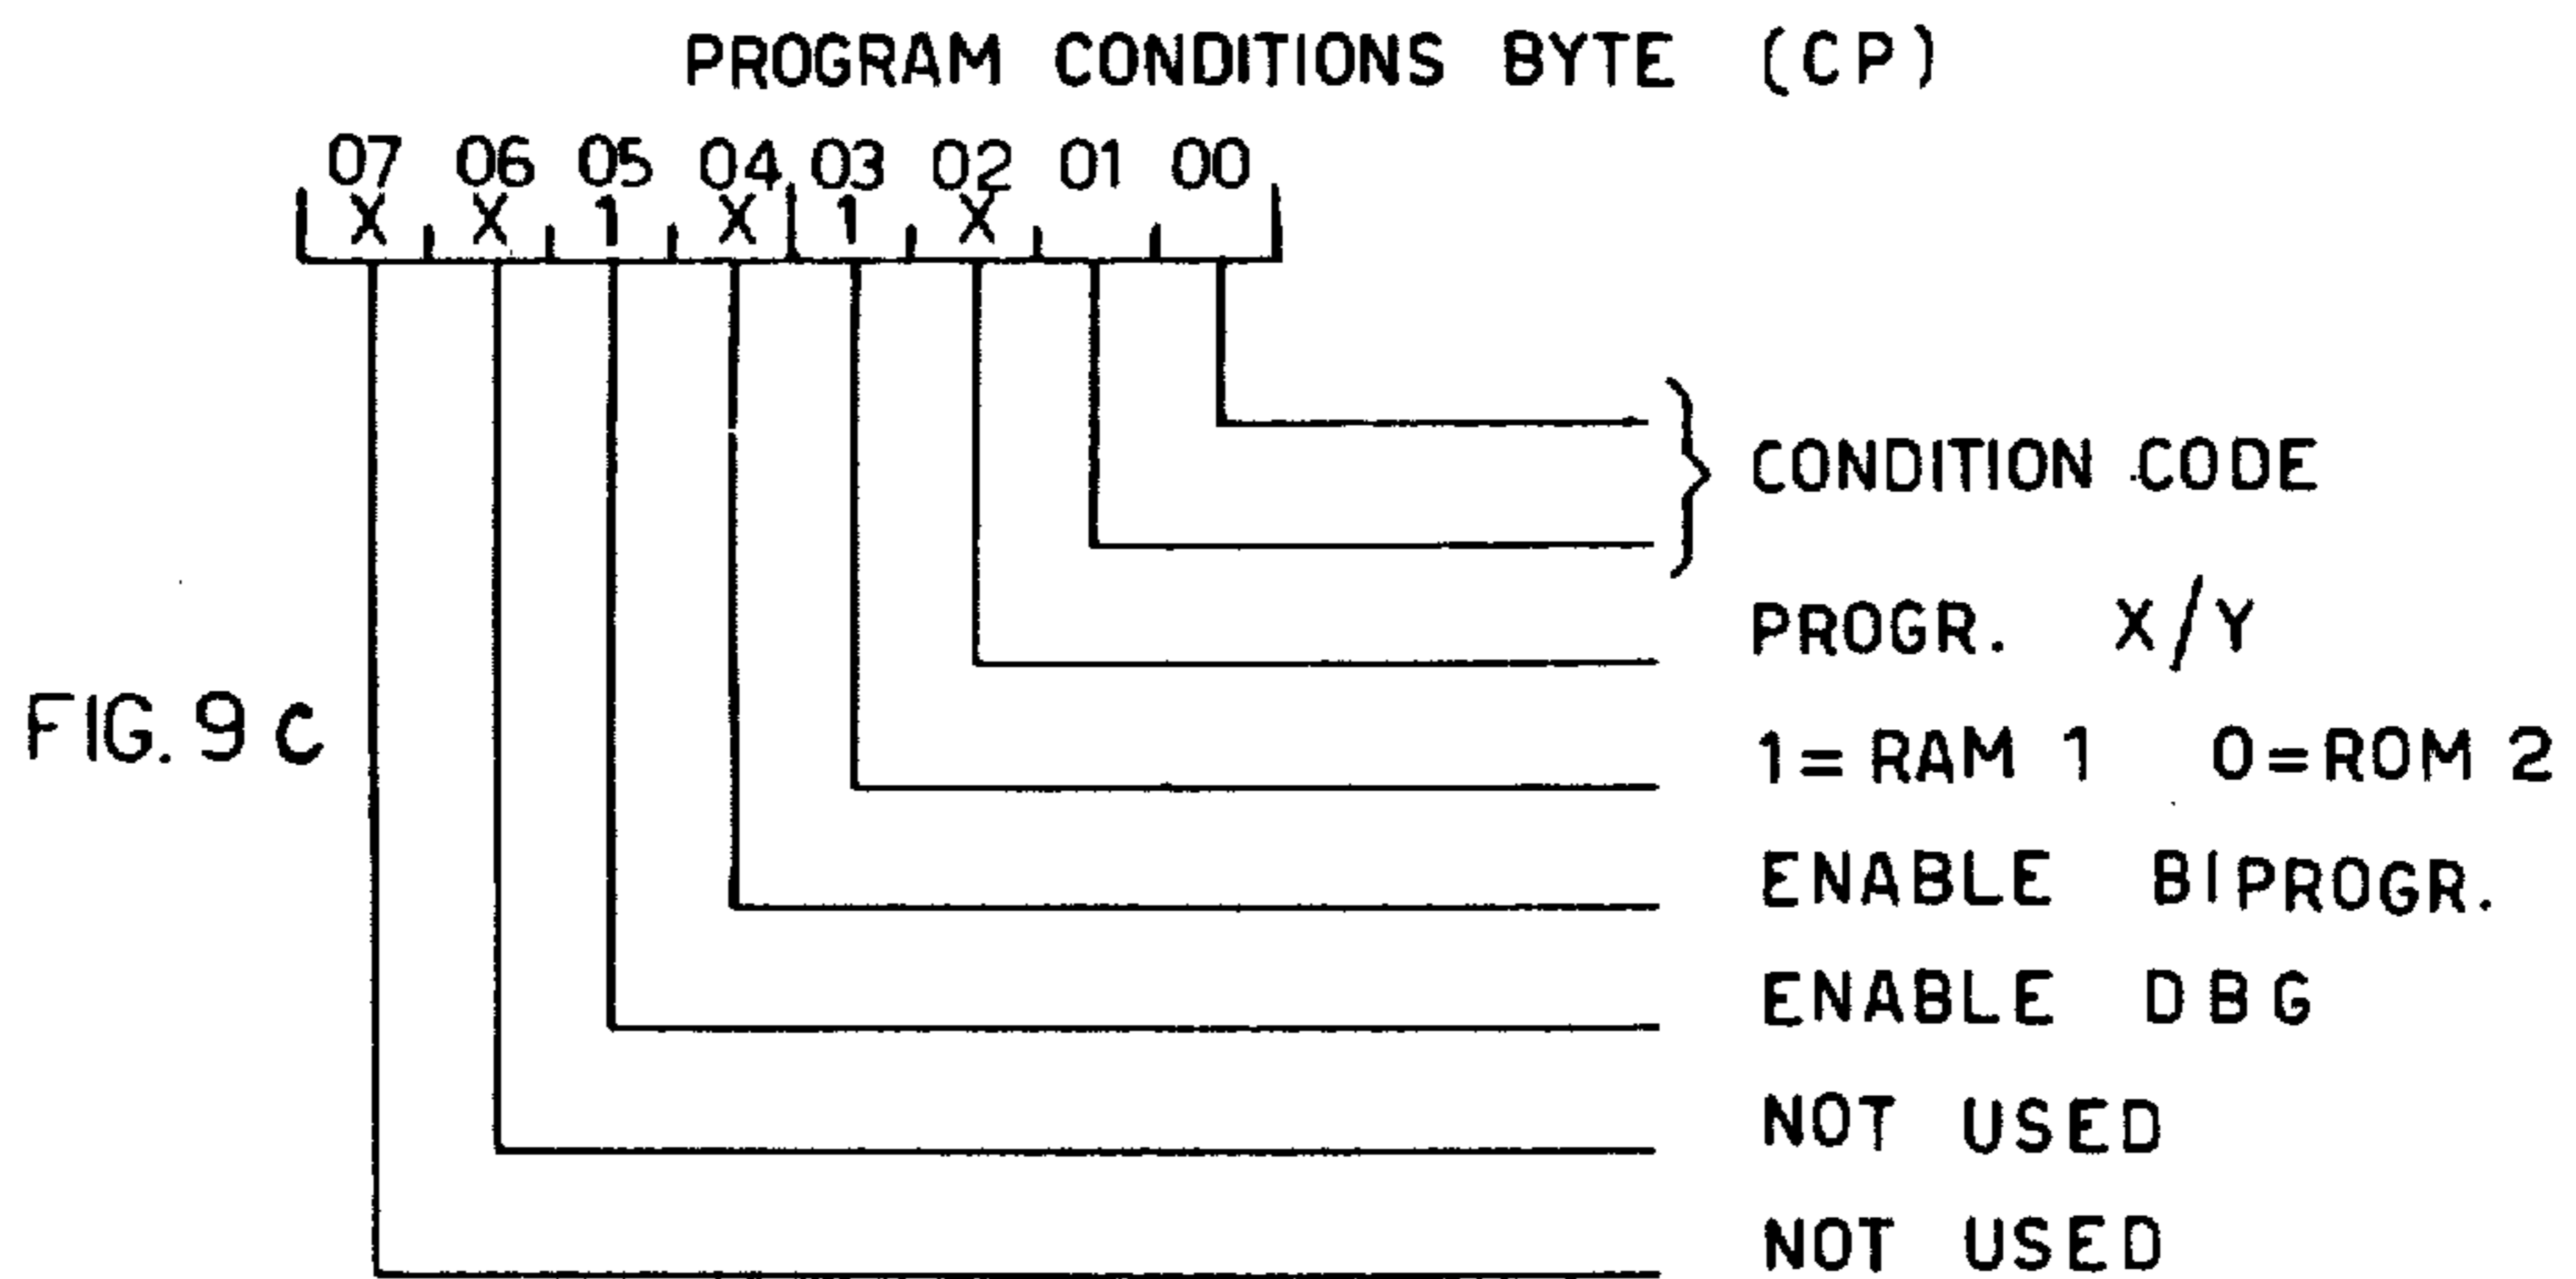 PROGRAM CONDITIONS BYTE (CP)
07 06 05 04 03 02 01 00
X X 1 X 1 X
CONDITION CODE
PROGR. X/Y
FIG. 9 C
1 = RAM 1 0 = ROM 2
ENABLE BIPROGR.
ENABLE DBG
NOT USED
NOT USED